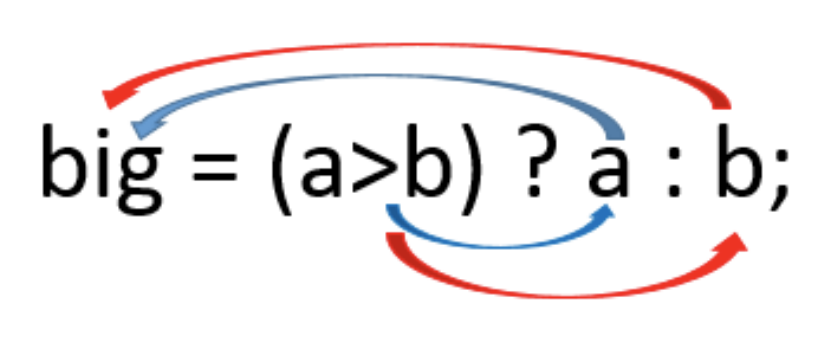 big = (a>b) ? a : b;